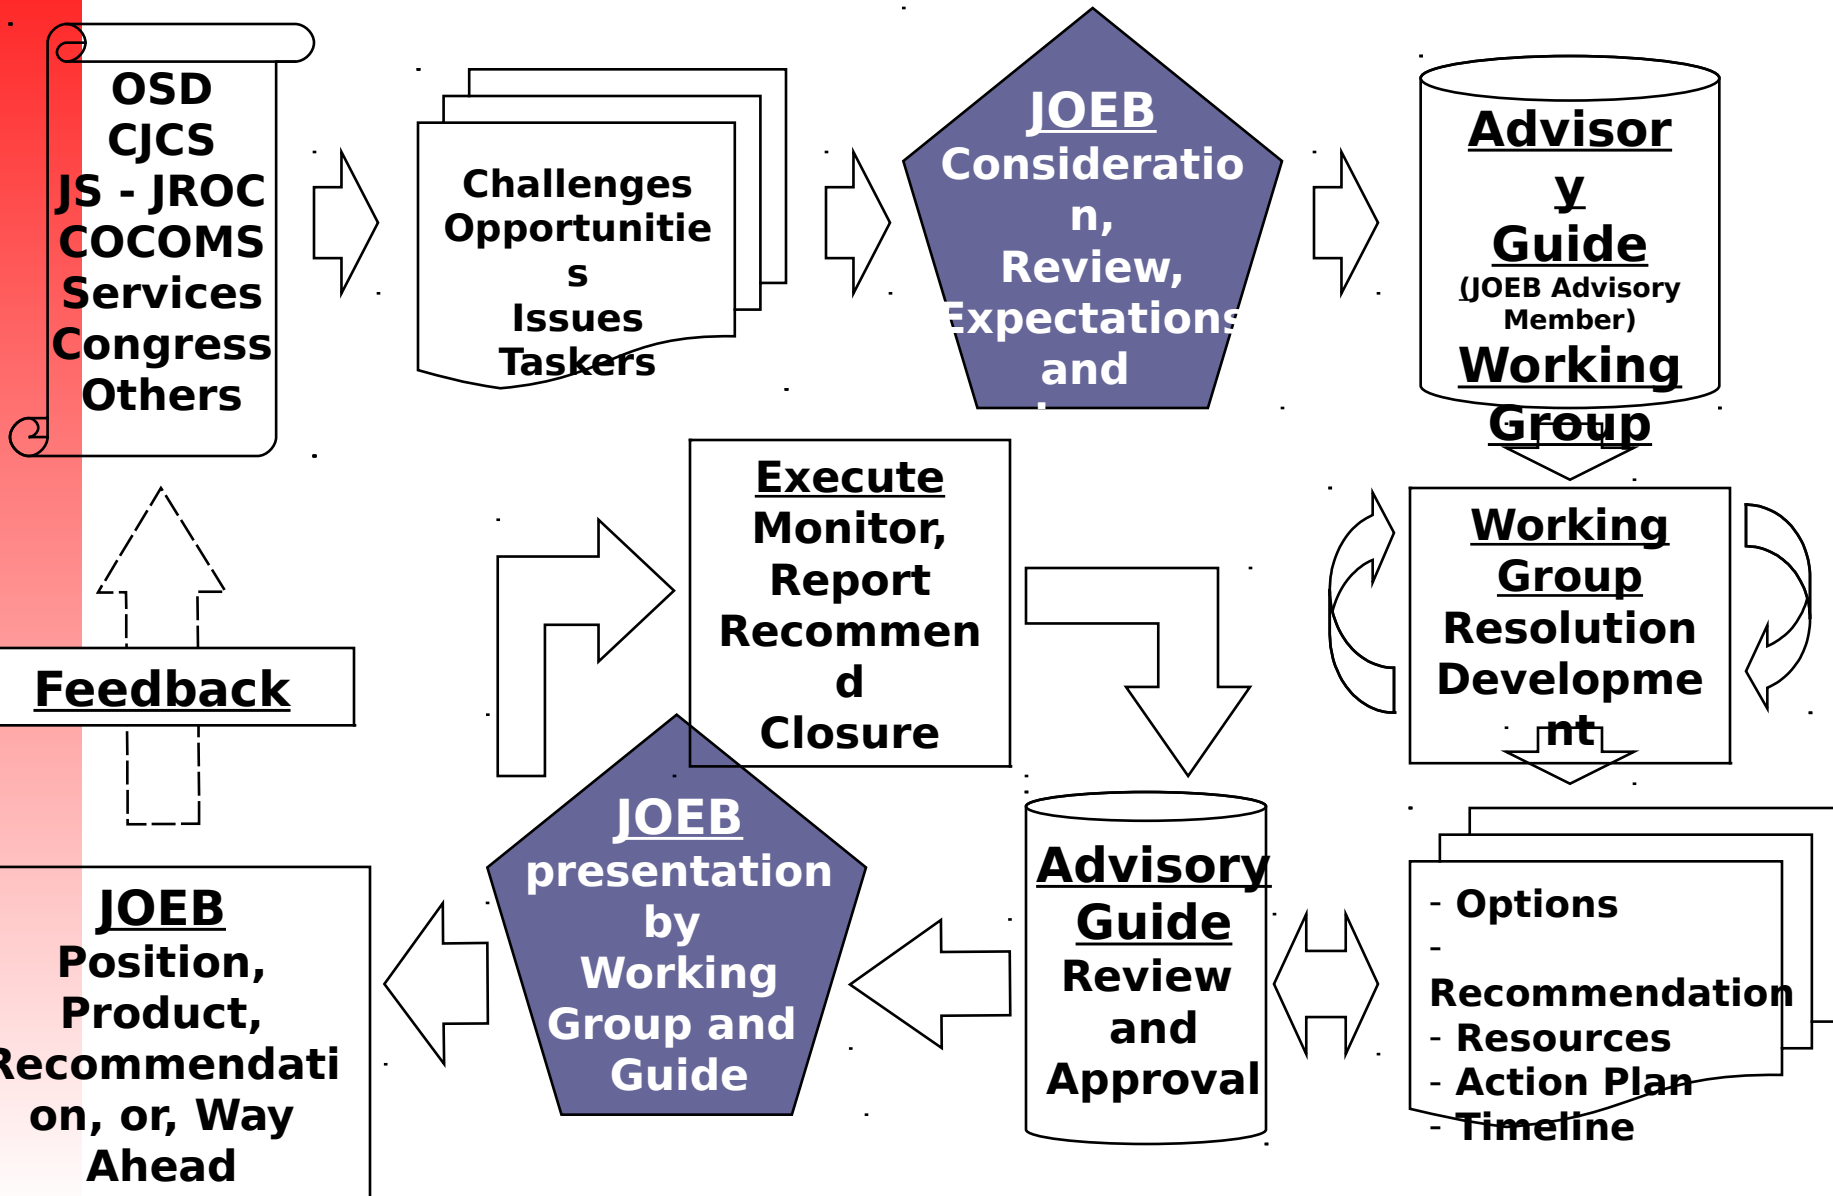 OSD
CJCS
JS - JROC
COCOMS
Services
Congress
Others
Challenges
Opportunitie
s
Issues
Taskers
JOEB
Consideratio
n,
Review,
Expectations
and
Advisor
y
Guide
(JOEB Advisory
Member)
Working
Group
Working
Group
Resolution
Developme
nt
Execute
Monitor,
Report
Recommen
d
Closure
Feedback
JOEB
Position,
Product,
Recommendati
on, or, Way
Ahead
JOEB
presentation
by
Working
Group and
Guide
Advisory
Guide
Review
and
Approval
- Options
-
Recommendation
- Resources
- Action Plan
- Timeline